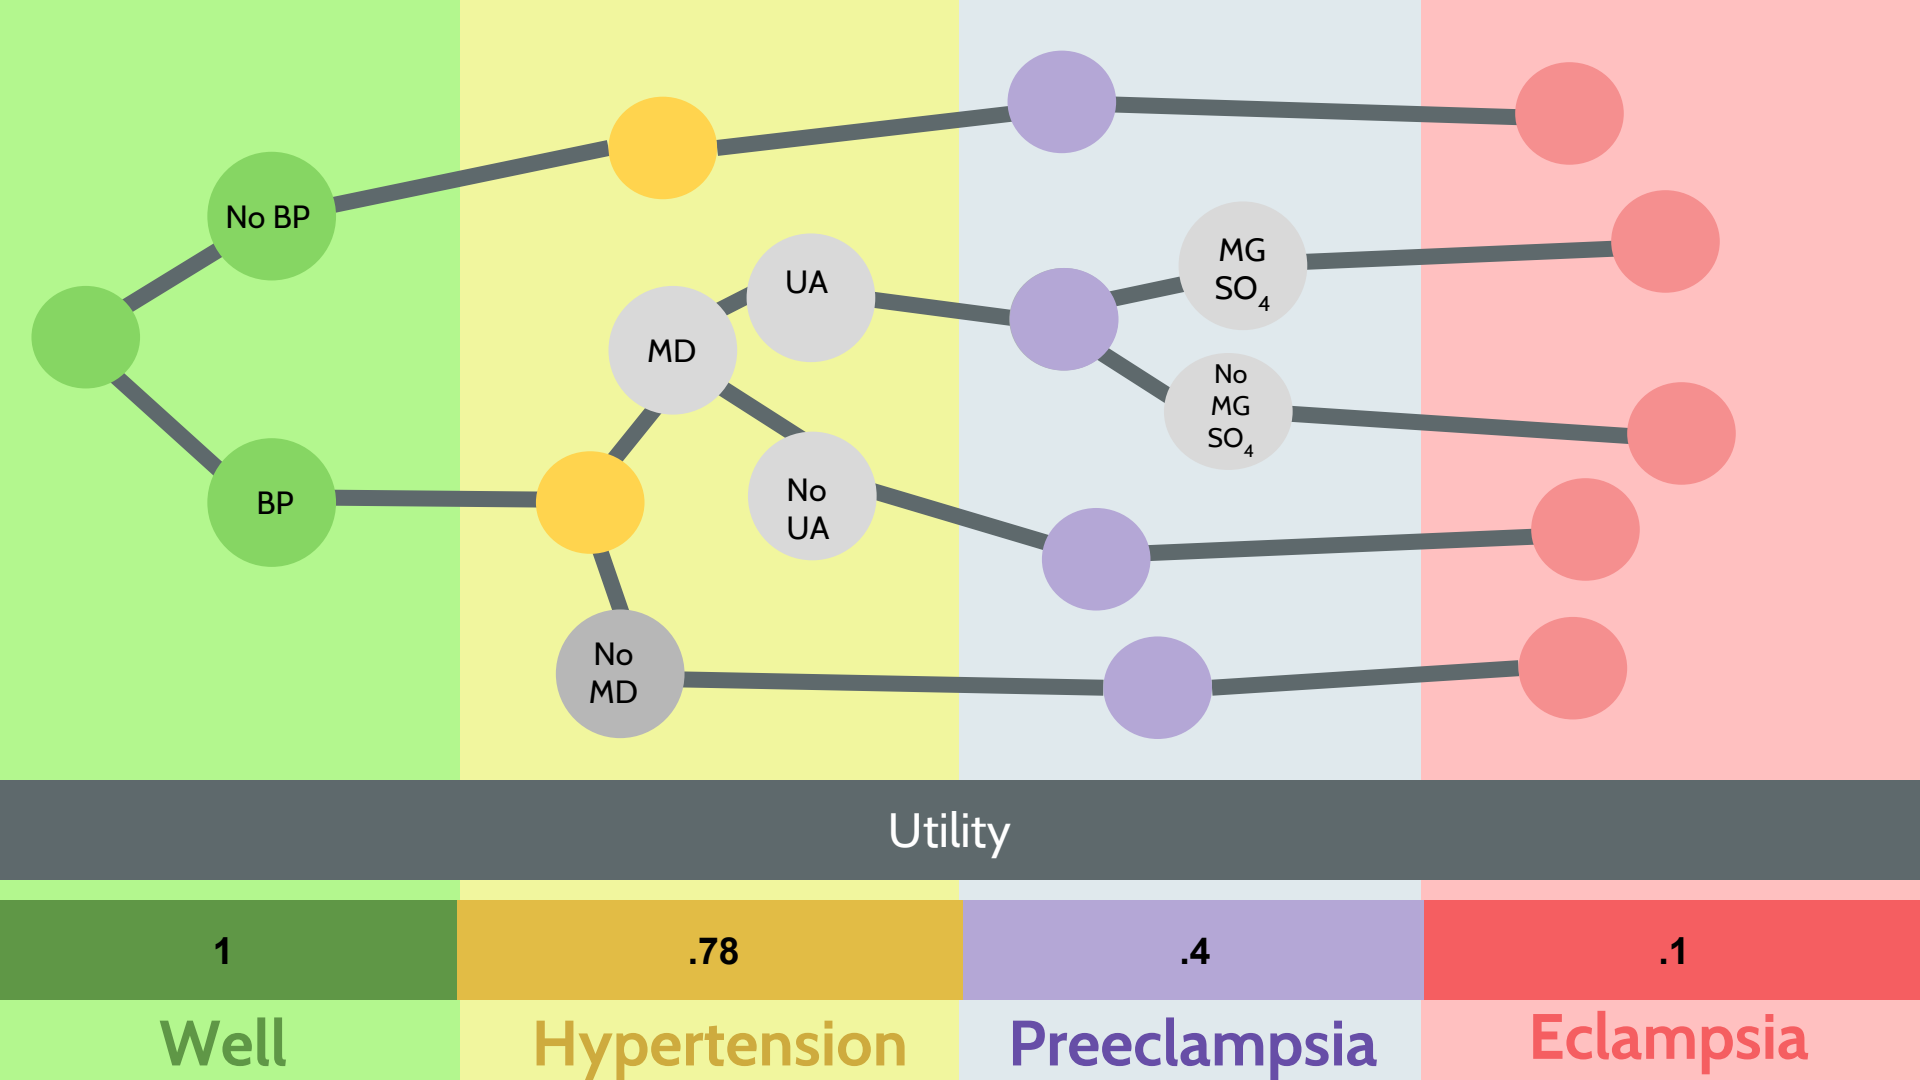 No BP
BP
MD
UA
No
UA
No
MD
MG
SO₄
No
MG
SO₄
Utility
1
.78
.4
.1
Well
Hypertension
Preeclampsia
Eclampsia